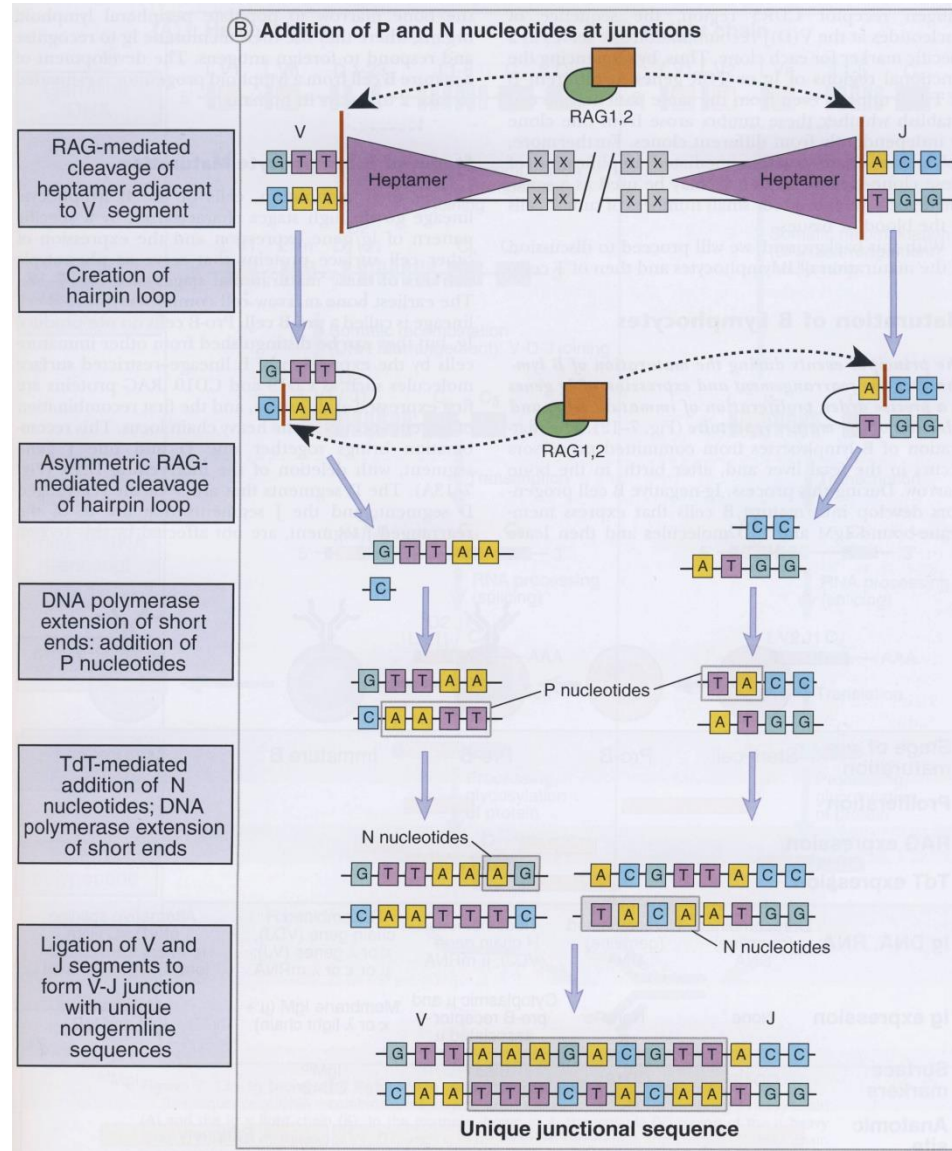 B Addition of P and N nucleotides at junctions
RAG1,2
V
J
RAG-mediated
cleavage of
heptamer adjacent
to V segment
G T T
Heptamer
X X
X X
Heptamer
A C C
C A A
T G G
Creation of
hairpin loop
G T T
A C C
C A A
T G G
RAG1,2
Asymmetric RAG-
mediated cleavage
of hairpin loop
C C
G T T A A
A T G G
C
DNA polymerase
extension of short
ends: addition of
P nucleotides
G T T A A
P nucleotides
T A C C
C A A T T
A T G G
TdT-mediated
addition of N
nucleotides; DNA
polymerase extension
of short ends
N nucleotides
G T T A A A G
A C G T T A C C
C A A T T T C
T A C A A T G G
N nucleotides
Ligation of V and
J segments to
form V-J junction
with unique
nongermline
sequences
V
J
G T T A A A G A C G T T A C C
C A A T T T C T A C A A T G G
Unique junctional sequence